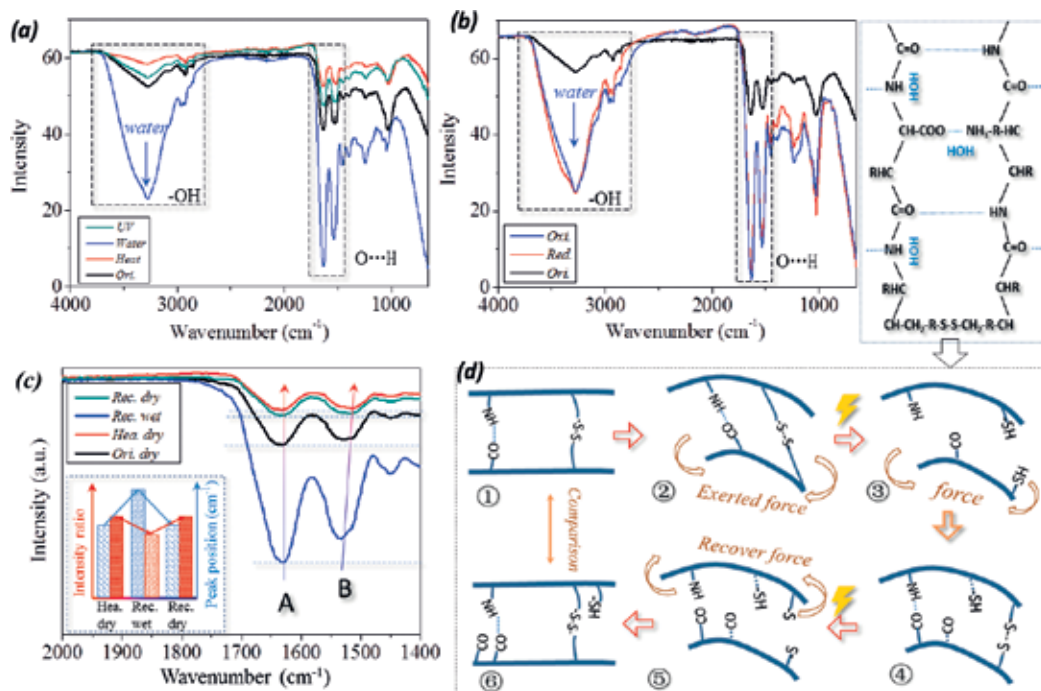 (a)
60
40
20
0
Intensity
water
-OH
O···H
UV
Water
Heat
Ori.
4000
3000
2000
1000
Wavenumber (cm⁻¹)
(b)
60
40
20
0
Intensity
water
-OH
O···H
Oxi.
Red.
Ori.
4000
3000
2000
1000
Wavenumber (cm⁻¹)
C=O
HN
NH
HOH
C=O
CH-COO
NH₃-R-HC
HOH
RHC
CHR
C=O
HN
NH
HOH
C=O
RHC
CHR
CH-CH₂-R-S-S-CH₂-R-CH
(c)
Rec. dry
Rec. wet
Hea. dry
Ori. dry
Intensity (a.u.)
Intensity ratio
Peak position (cm⁻¹)
Hea. Rec. Rec.
dry wet dry
A
B
2000
1900
1800
1700
1600
1500
1400
Wavenumber (cm⁻¹)
(d)
NH
CO
S-S-
①
NH
CO
S-S
②
Exerted force
NH
SH
CO
SH
③
force
Comparison
Recover force
NH
SH
CO
CO
S
S
④
NH
SH
S
CO
CO
S
⑤
NH
SH
S-S-
CO
CO
⑥